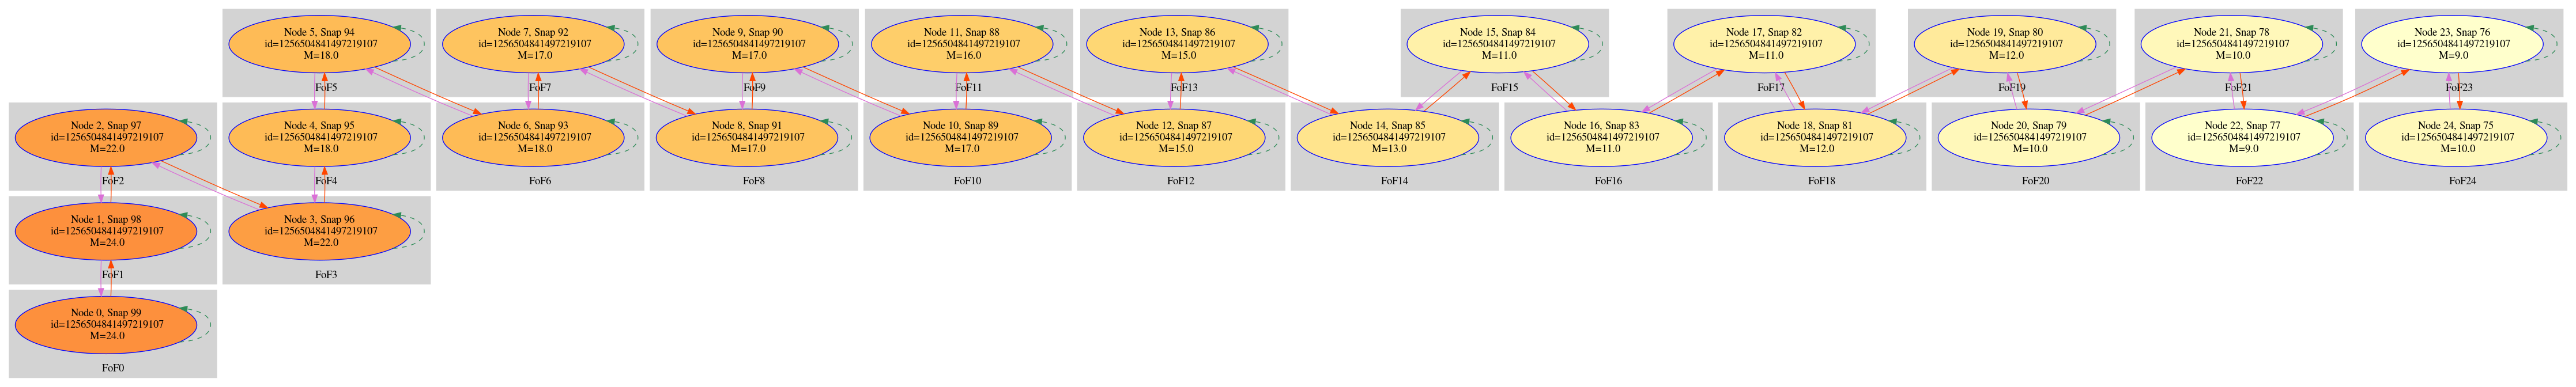 Node 5, Snap 94
id=1256504841497219107
M=18.0
FoF5
Node 7, Snap 92
id=1256504841497219107
M=17.0
FoF7
Node 9, Snap 90
id=1256504841497219107
M=17.0
FoF9
Node 11, Snap 88
id=1256504841497219107
M=16.0
FoF11
Node 13, Snap 86
id=1256504841497219107
M=15.0
FoF13
Node 15, Snap 84
id=1256504841497219107
M=11.0
FoF15
Node 17, Snap 82
id=1256504841497219107
M=11.0
FoF17
Node 19, Snap 80
id=1256504841497219107
M=12.0
FoF19
Node 21, Snap 78
id=1256504841497219107
M=10.0
FoF21
Node 23, Snap 76
id=1256504841497219107
M=9.0
FoF23
Node 2, Snap 97
id=1256504841497219107
M=22.0
FoF2
Node 4, Snap 95
id=1256504841497219107
M=18.0
FoF4
Node 6, Snap 93
id=1256504841497219107
M=18.0
FoF6
Node 8, Snap 91
id=1256504841497219107
M=17.0
FoF8
Node 10, Snap 89
id=1256504841497219107
M=17.0
FoF10
Node 12, Snap 87
id=1256504841497219107
M=15.0
FoF12
Node 14, Snap 85
id=1256504841497219107
M=13.0
FoF14
Node 16, Snap 83
id=1256504841497219107
M=11.0
FoF16
Node 18, Snap 81
id=1256504841497219107
M=12.0
FoF18
Node 20, Snap 79
id=1256504841497219107
M=10.0
FoF20
Node 22, Snap 77
id=1256504841497219107
M=9.0
FoF22
Node 24, Snap 75
id=1256504841497219107
M=10.0
FoF24
Node 1, Snap 98
id=1256504841497219107
M=24.0
FoF1
Node 3, Snap 96
id=1256504841497219107
M=22.0
FoF3
Node 0, Snap 99
id=1256504841497219107
M=24.0
FoF0